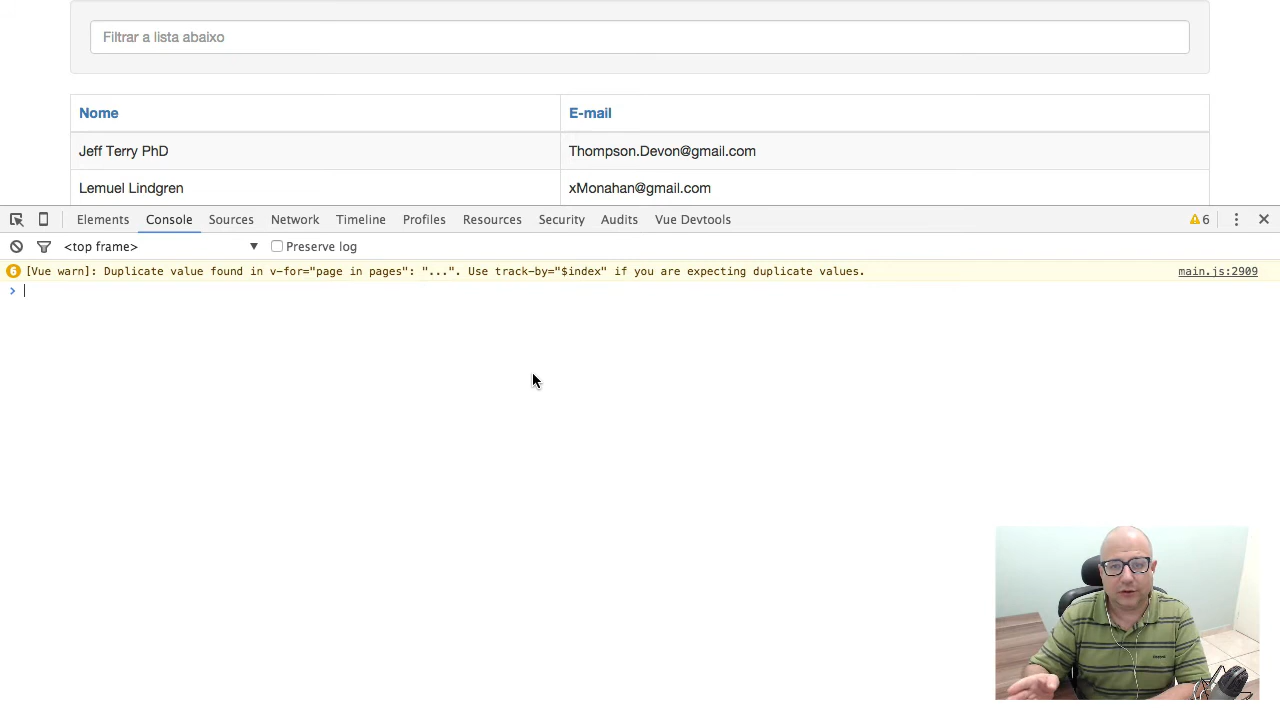 Filtrar a lista abaixo
Nome E-mail
Jeff Terry PhD Thompson.Devon@gmail.com
Lemuel Lindgren xMonahan@gmail.com
Elements Console Sources Network Timeline Profiles Resources Security Audits Vue Devtools 6
<top frame> Preserve log
6 [Vue warn]: Duplicate value found in v-for="page in pages": "...". Use track-by="$index" if you are expecting duplicate values. main.js:2909
>